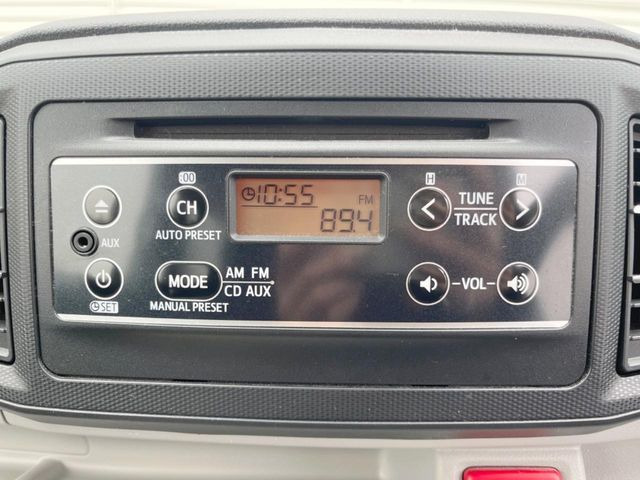 :00 H M
10:55 FM
CH TUNE
AUX AUTO PRESET 89.4 TRACK
MODE AM FM VOL
CD AUX
SET MANUAL PRESET